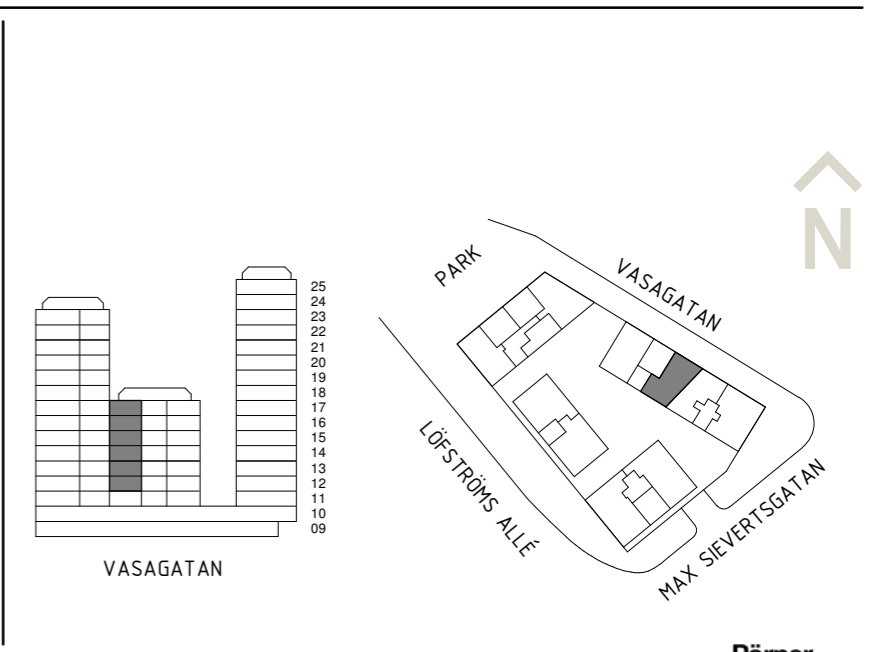 25
24
23
22
21
20
19
18
17
16
15
14
13
12
11
10
09
VASAGATAN
N
PARK
VASAGATAN
LÖFSTRÖMS ALLÉ
MAX SIEVERTSGATAN